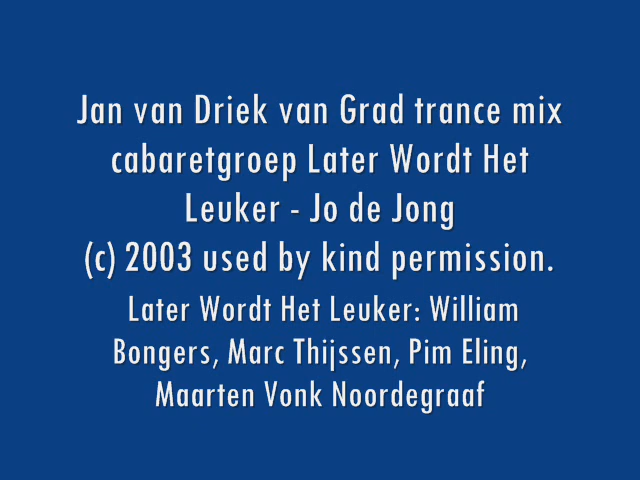 Jan van Driek van Grad trance mix
cabaretgroep Later Wordt Het
Leuker - Jo de Jong
(c) 2003 used by kind permission.
Later Wordt Het Leuker: William
Bongers, Marc Thijssen, Pim Eling,
Maarten Vonk Noordegraaf